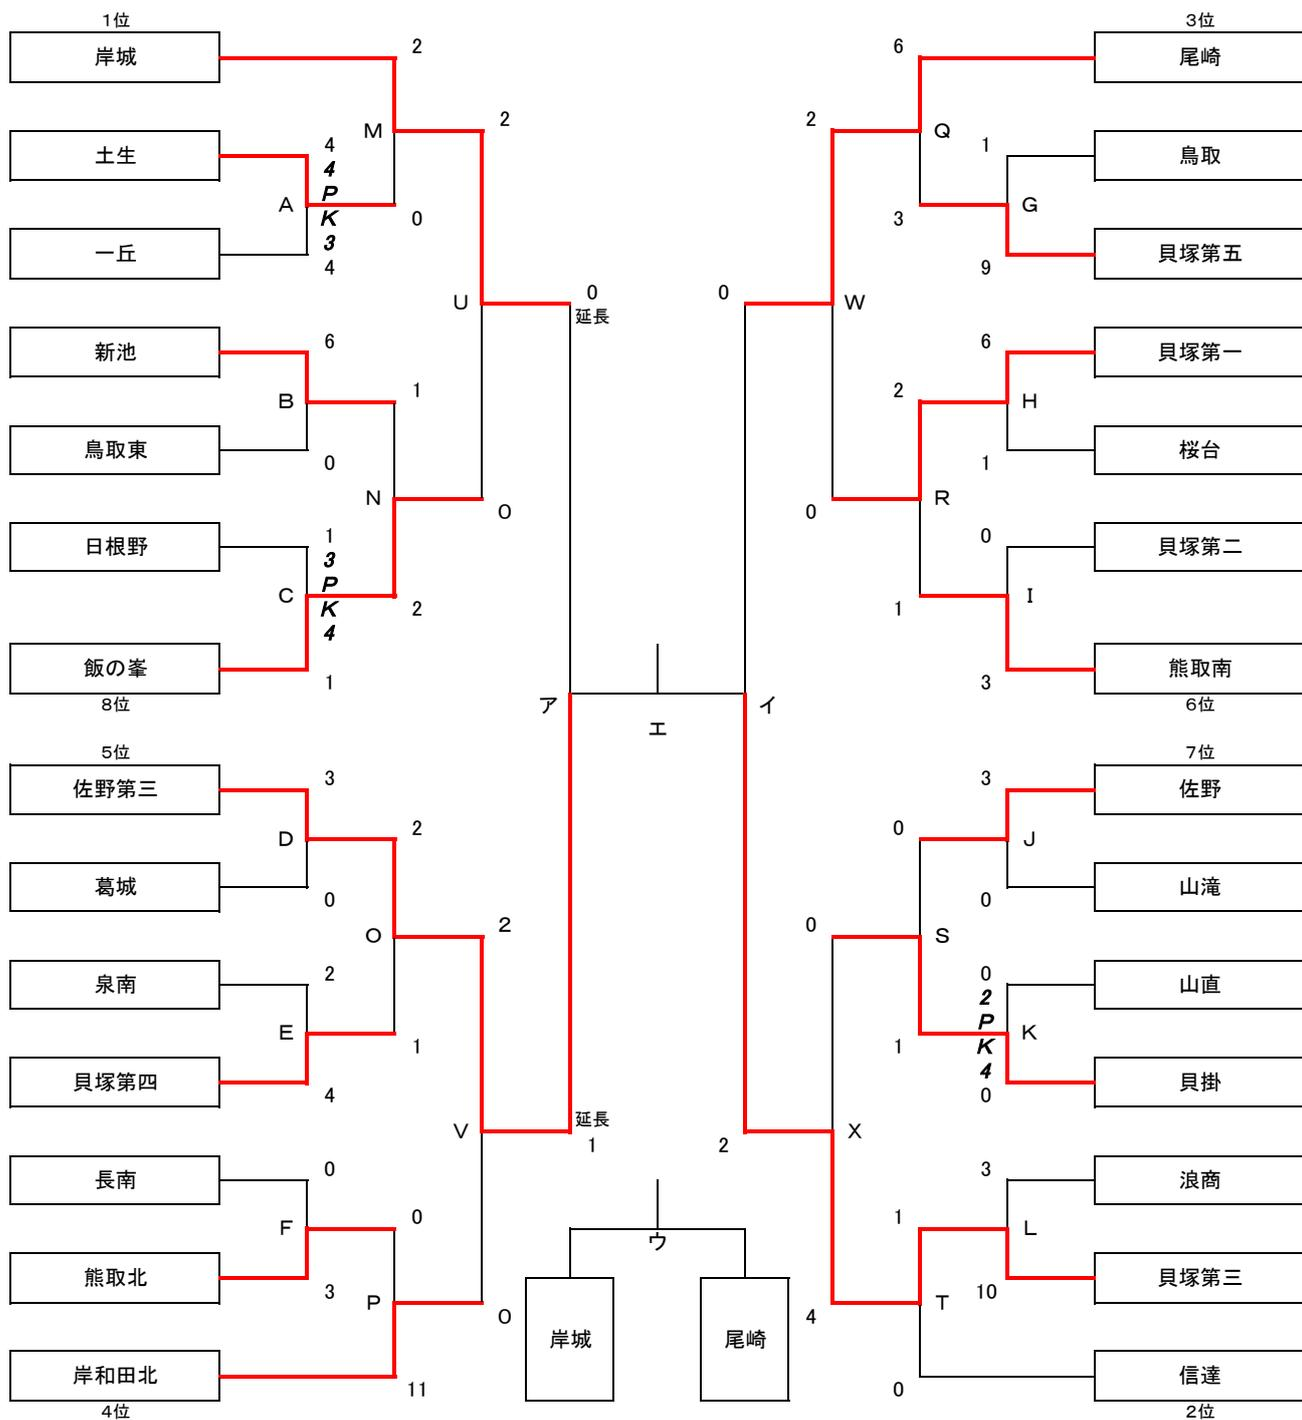 1位 3位
岸城 2 6 尾崎
M 2 2 Q
土生 4 1 鳥取
4
P
K
3
A 0 3 G
一丘 4 9 貝塚第五
U 0 0 W
延長
新池 6 6 貝塚第一
B 1 2 H
鳥取東 0 1 桜台
N O 0 R
日根野 1 0 貝塚第二
3
P
K
4
C 2 1 I
飯の峯 1 3 熊取南
8位 6位
ア イ
エ
5位 7位
佐野第三 3 3 佐野
D 2 0 J
葛城 0 0 山滝
O 2 0 S
泉南 2 0 山直
2
P
K
4
E 1 1 K
貝塚第四 4 0 貝掛
延長
V 1 2 X
長南 0 3 浪商
F 0 1 L
ウ
熊取北 3 10 貝塚第三
P O 4 T
岸城 尾崎
岸和田北 11 0 信達
4位 2位